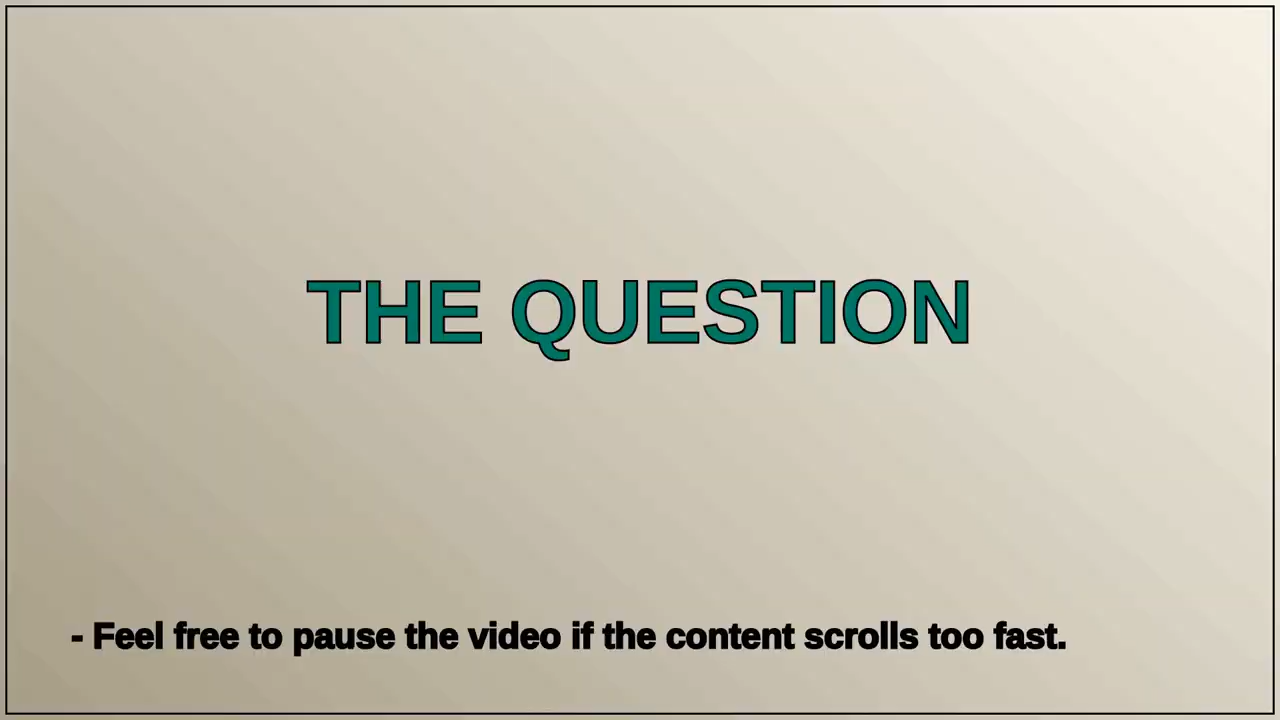 THE QUESTION
- Feel free to pause the video if the content scrolls too fast.